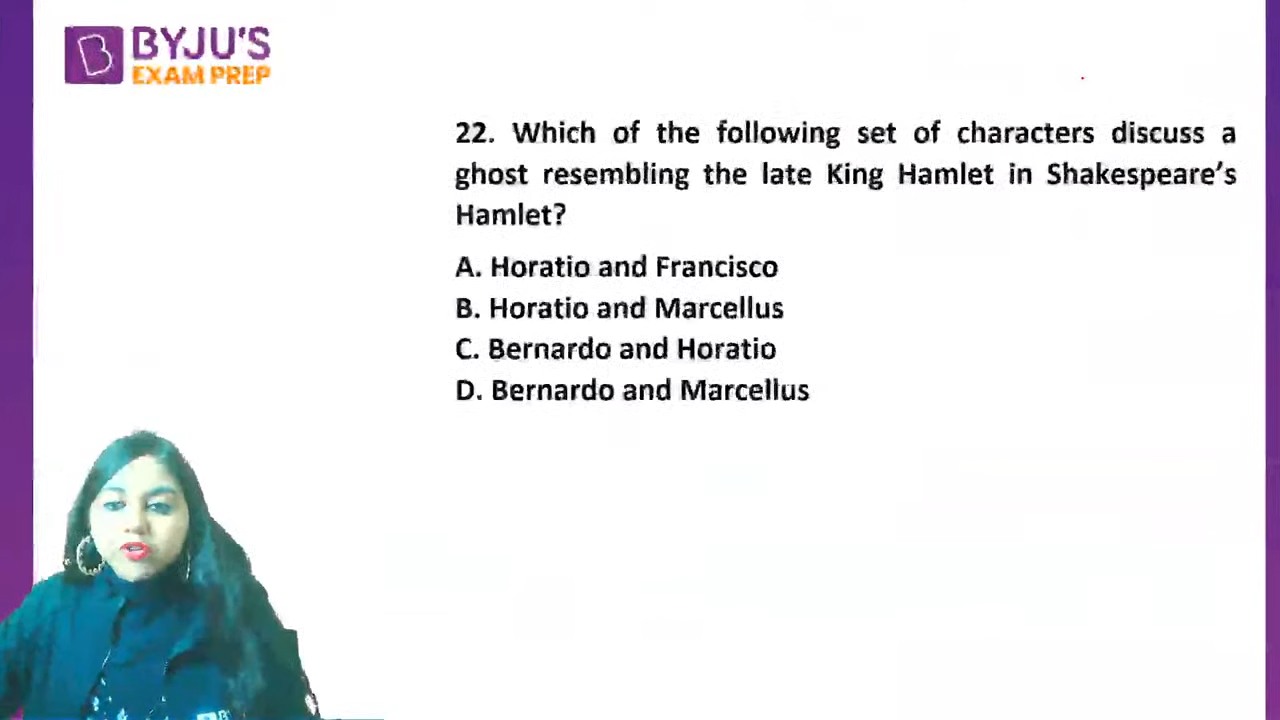 BYJU'S
EXAM PREP
22. Which of the following set of characters discuss a
ghost resembling the late King Hamlet in Shakespeare’s
Hamlet?
A. Horatio and Francisco
B. Horatio and Marcellus
C. Bernardo and Horatio
D. Bernardo and Marcellus